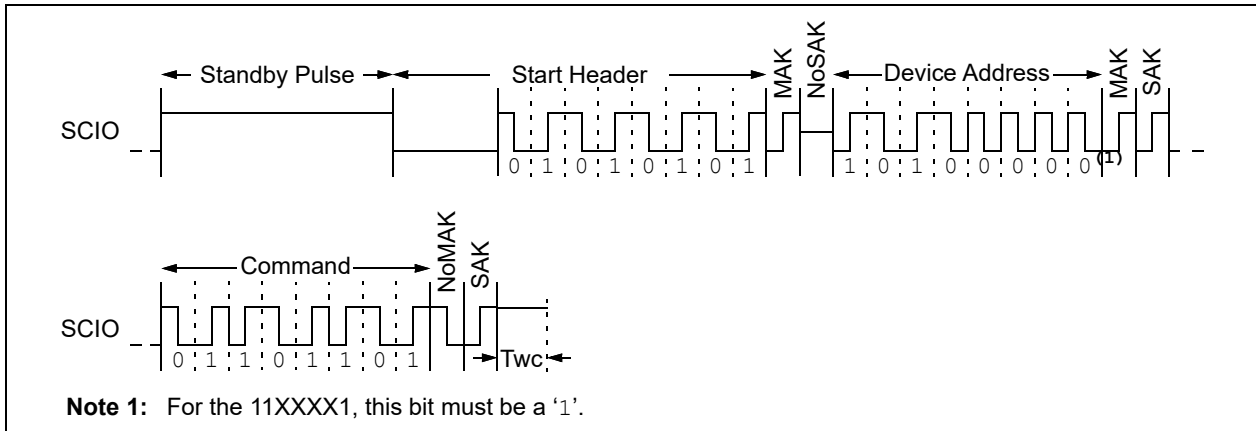 Standby Pulse Start Header MAK NoSAK Device Address MAK SAK
SCIO
0 1 0 1 0 1 0 1 1 0 1 0 0 0 0 0(1)
Command NoMAK SAK
SCIO
0 1 1 0 1 1 0 1 Twc
Note 1: For the 11XXXX1, this bit must be a ‘1’.